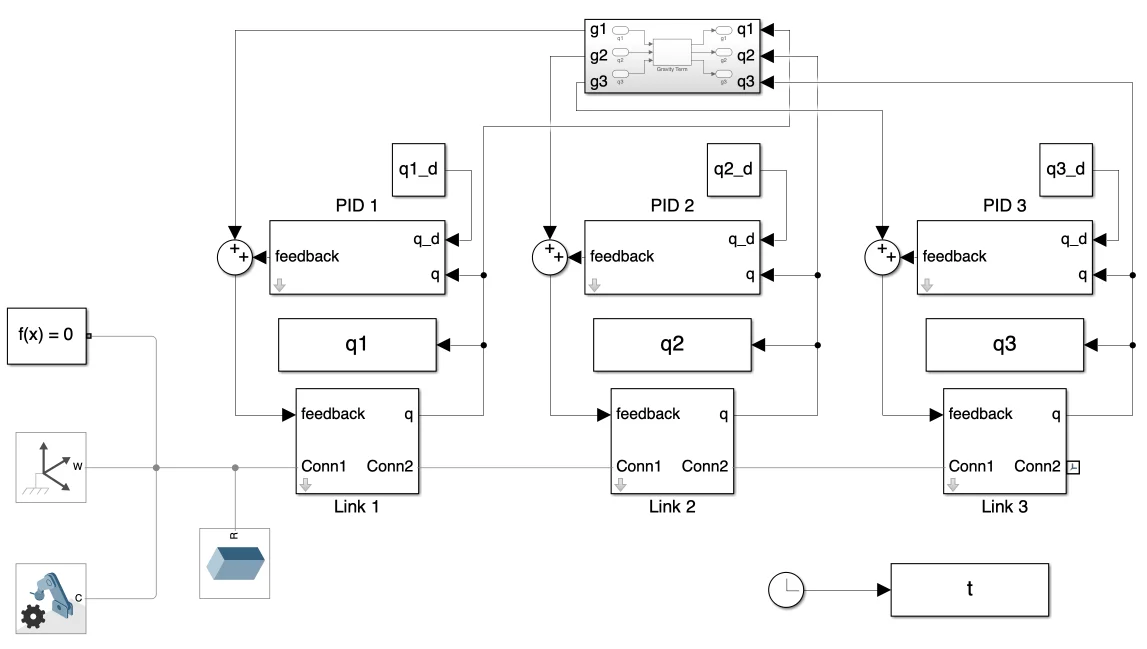 g1 q1 g1 q1
g2 q2 g2 q2
g3 q3 g3 q3
Gravity Term
q1_d
q2_d
q3_d
PID 1
PID 2
PID 3
q_d
q_d
q_d
+
+
feedback
+
+
feedback
+
+
feedback
q
q
q
f(x) = 0
q1
q2
q3
feedback q
feedback q
feedback q
W
Conn1 Conn2
Conn1 Conn2
Conn1 Conn2
Link 1
Link 2
Link 3
R
C
t